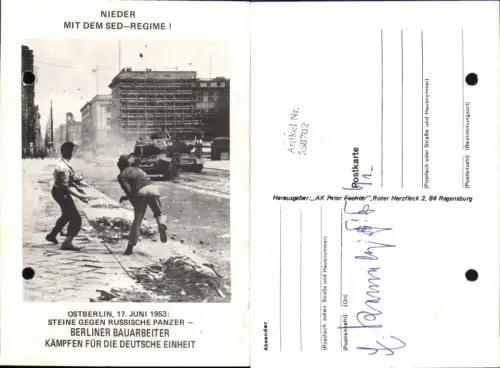 NIEDER
MIT DEM SED–REGIME !
OSTBERLIN, 17. JUNI 1953:
STEINE GEGEN RUSSISCHE PANZER –
BERLINER BAUARBEITER
KÄMPFEN FÜR DIE DEUTSCHE EINHEIT
Artikel Nr.
558702
Postkarte
(Postfach oder Straße und Hausnummer)
(Postleitzahl) (Bestimmungsort)
Herausgeber: „AK Peter Fechter", Roter Herzfleck 2, 84 Regensburg
Absender
(Postfach oder Straße und Hausnummer)
(Postleitzahl) (Ort)